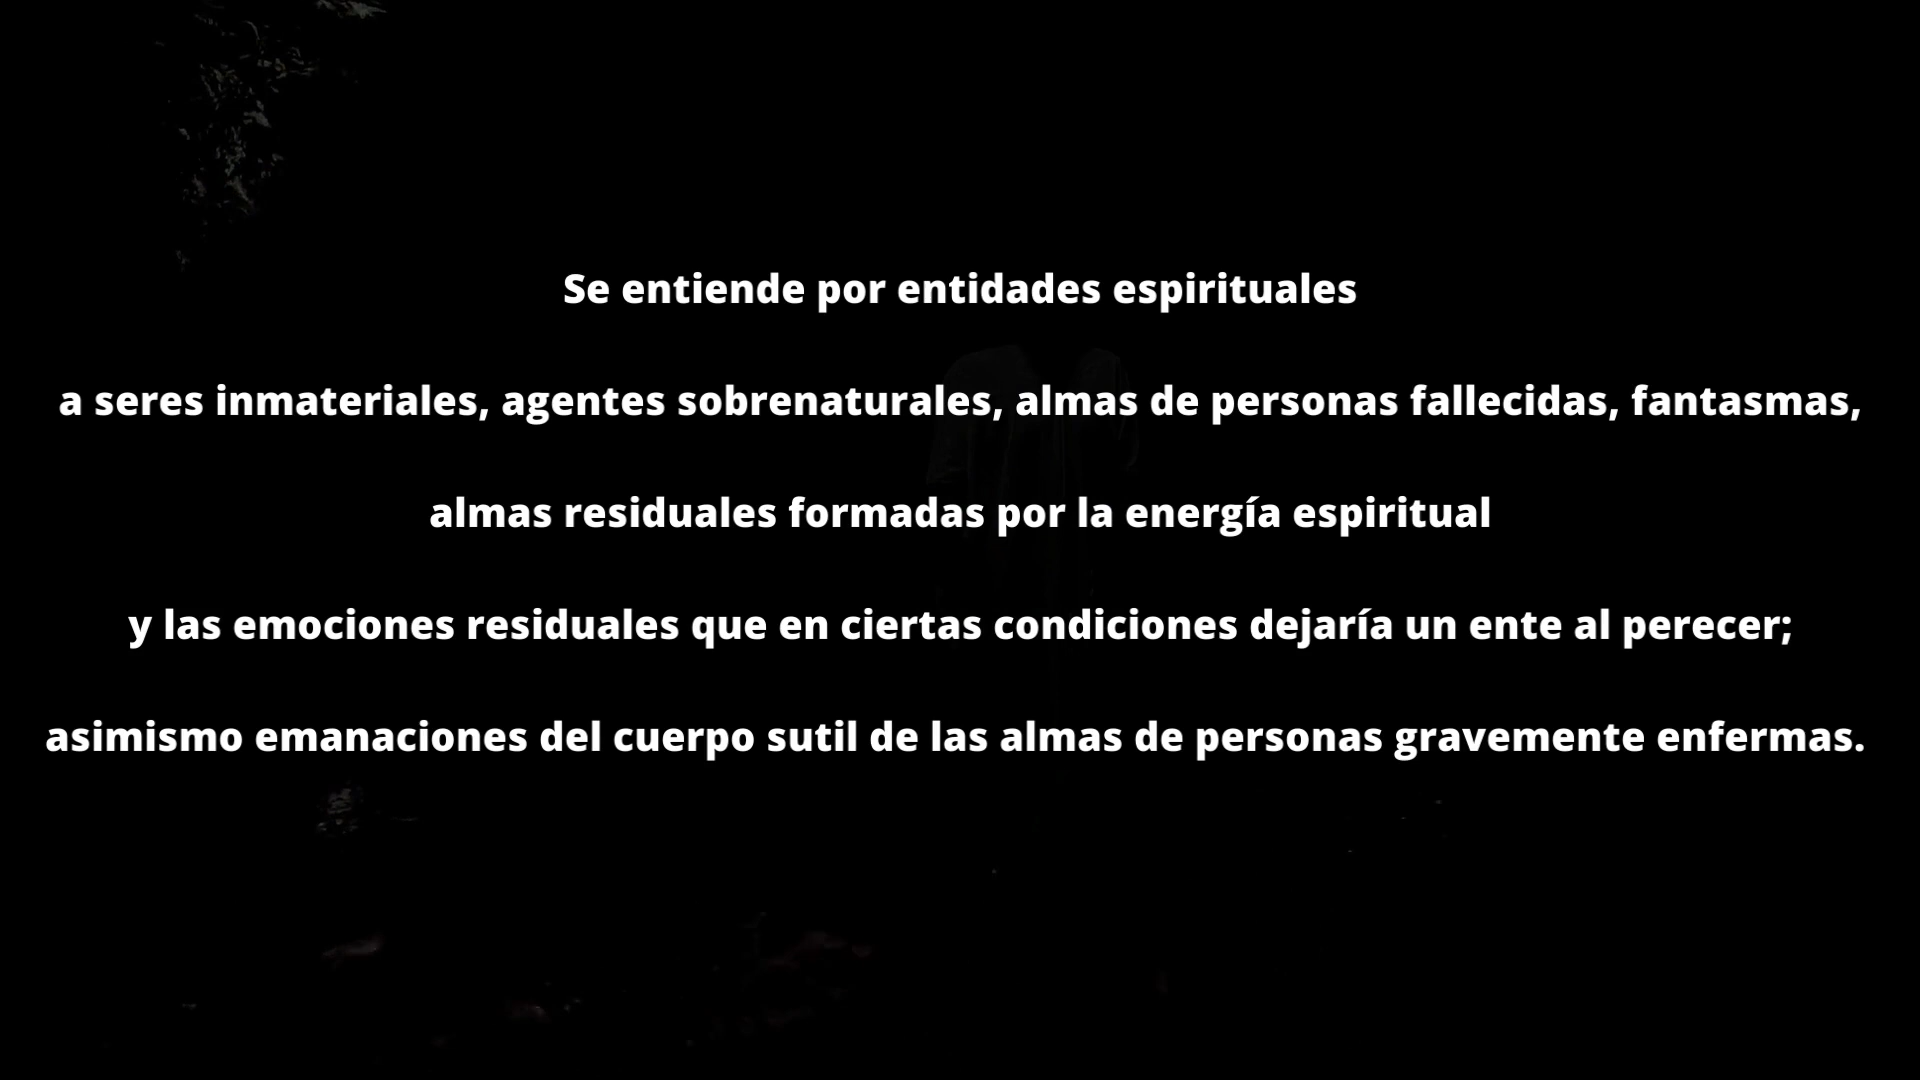 Se entiende por entidades espirituales
a seres inmateriales, agentes sobrenaturales, almas de personas fallecidas, fantasmas,
almas residuales formadas por la energía espiritual
y las emociones residuales que en ciertas condiciones dejaría un ente al perecer;
asimismo emanaciones del cuerpo sutil de las almas de personas gravemente enfermas.